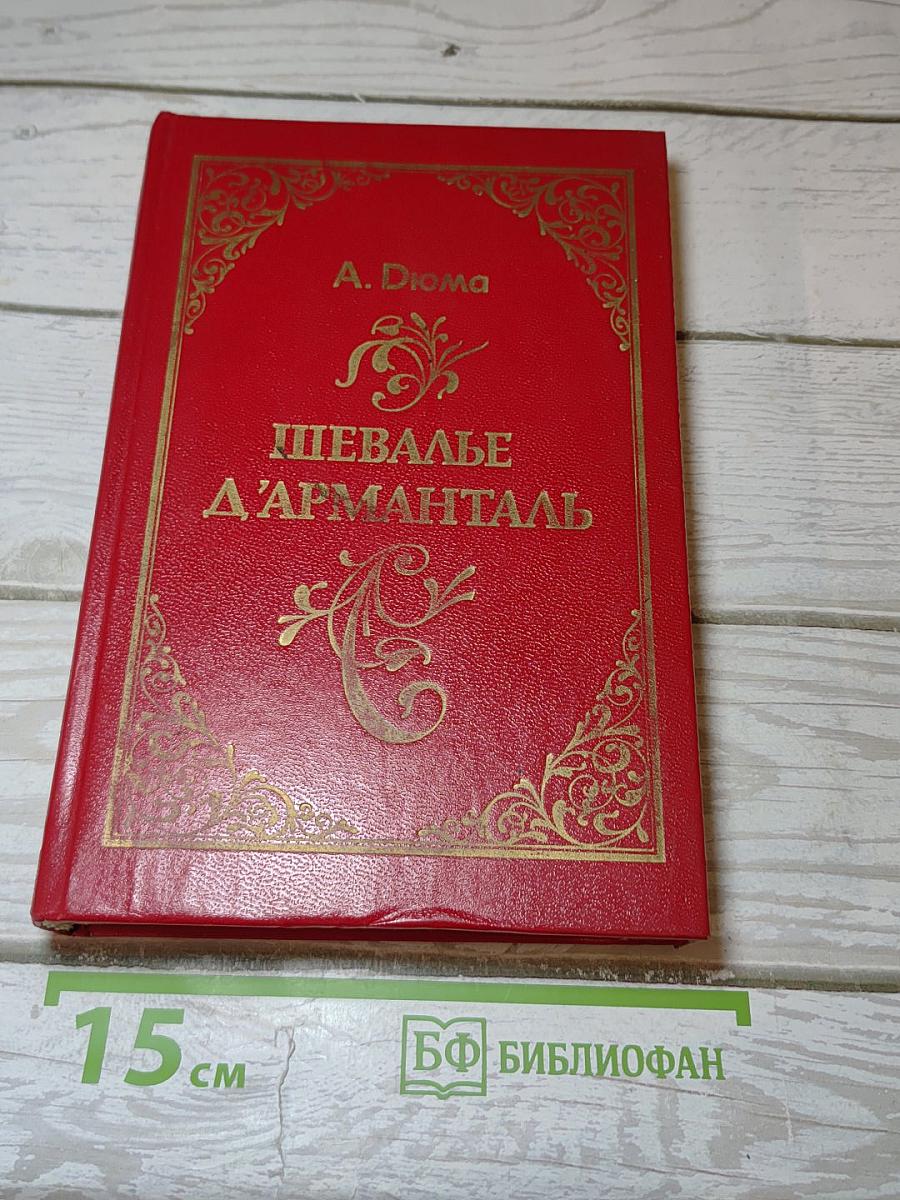 А. Дюма
ШЕВАЛЬЕ
Д'АРМАНТАЛЬ
15 см
БФ БИБЛИОФАН